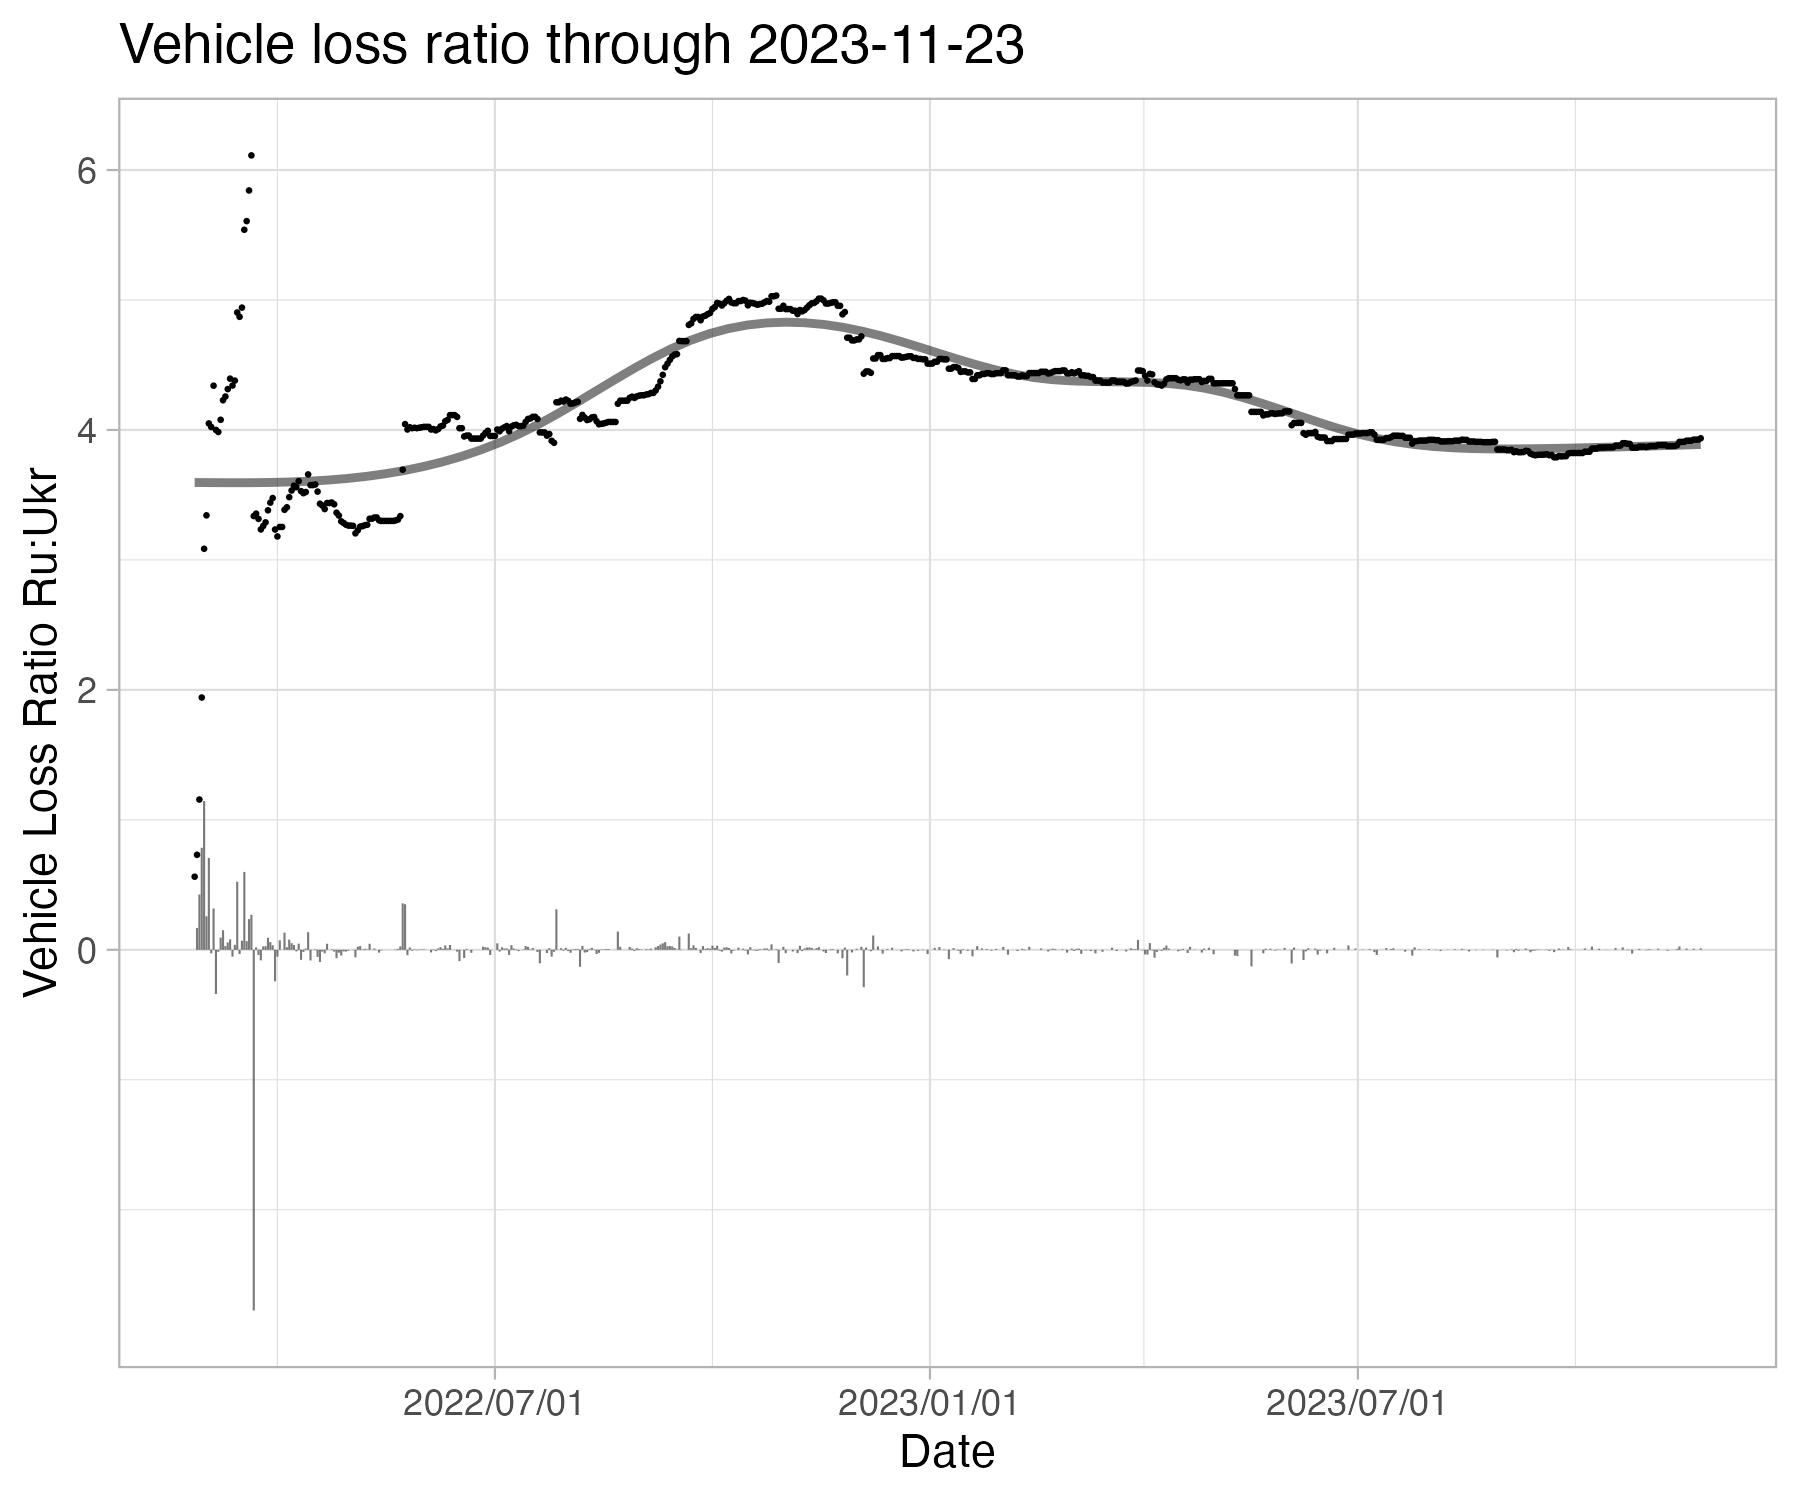 Vehicle loss ratio through 2023-11-23
Vehicle Loss Ratio Ru:Ukr
6
4
2
0
2022/07/01
2023/01/01
2023/07/01
Date